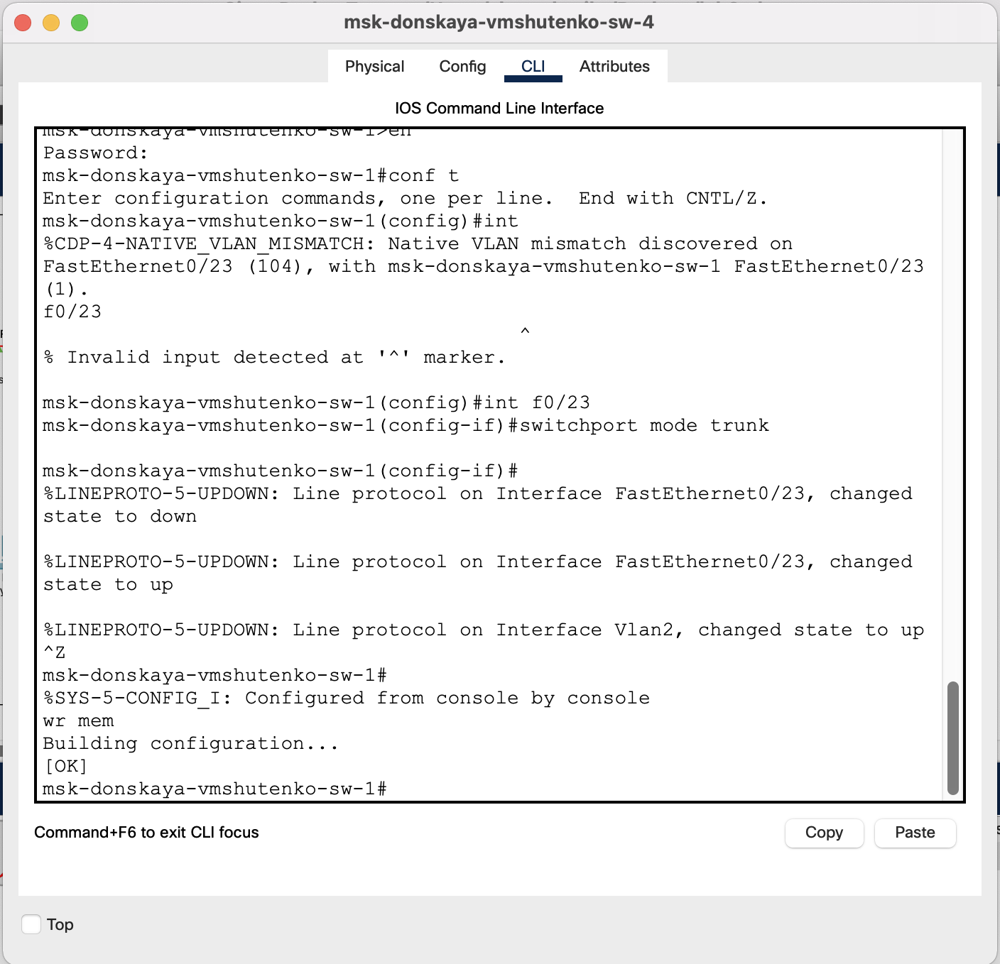 msk-donskaya-vmshutenko-sw-4
Physical Config CLI Attributes
IOS Command Line Interface
msk-donskaya-vmshutenko-sw-1>en
Password:
msk-donskaya-vmshutenko-sw-1#conf t
Enter configuration commands, one per line.  End with CNTL/Z.
msk-donskaya-vmshutenko-sw-1(config)#int
%CDP-4-NATIVE_VLAN_MISMATCH: Native VLAN mismatch discovered on
FastEthernet0/23 (104), with msk-donskaya-vmshutenko-sw-1 FastEthernet0/23
(1).
f0/23
^
% Invalid input detected at '^' marker.
msk-donskaya-vmshutenko-sw-1(config)#int f0/23
msk-donskaya-vmshutenko-sw-1(config-if)#switchport mode trunk
msk-donskaya-vmshutenko-sw-1(config-if)#
%LINEPROTO-5-UPDOWN: Line protocol on Interface FastEthernet0/23, changed
state to down
%LINEPROTO-5-UPDOWN: Line protocol on Interface FastEthernet0/23, changed
state to up
%LINEPROTO-5-UPDOWN: Line protocol on Interface Vlan2, changed state to up
^Z
msk-donskaya-vmshutenko-sw-1#
%SYS-5-CONFIG_I: Configured from console by console
wr mem
Building configuration...
[OK]
msk-donskaya-vmshutenko-sw-1#
Command+F6 to exit CLI focus
Copy Paste
Top